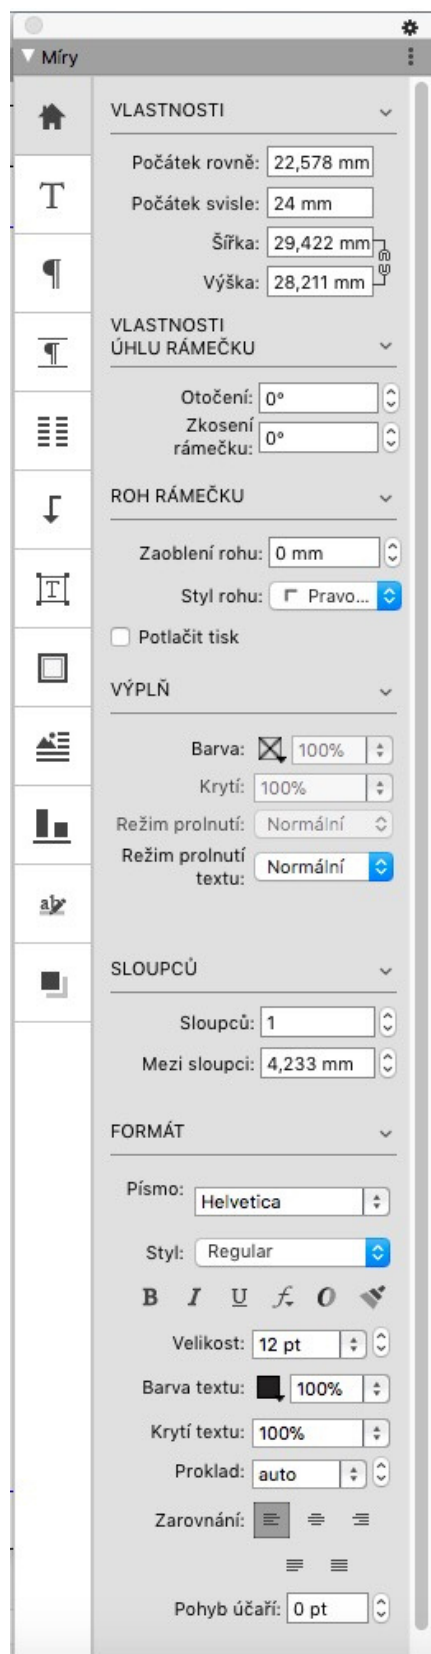 Míry
VLASTNOSTI
Počátek rovně: 22,578 mm
Počátek svisle: 24 mm
Šířka: 29,422 mm
Výška: 28,211 mm
VLASTNOSTI
ÚHLU RÁMEČKU
Otočení: 0°
Zkosení
rámečku: 0°
ROH RÁMEČKU
Zaoblení rohu: 0 mm
Styl rohu: Pravo...
Potlačit tisk
VÝPLŇ
Barva: 100%
Krytí: 100%
Režim prolnutí: Normální
Režim prolnutí
textu: Normální
SLOUPCŮ
Sloupců: 1
Mezi sloupci: 4,233 mm
FORMÁT
Písmo: Helvetica
Styl: Regular
B I U f O
Velikost: 12 pt
Barva textu: 100%
Krytí textu: 100%
Proklad: auto
Zarovnání:
Pohyb účaří: 0 pt